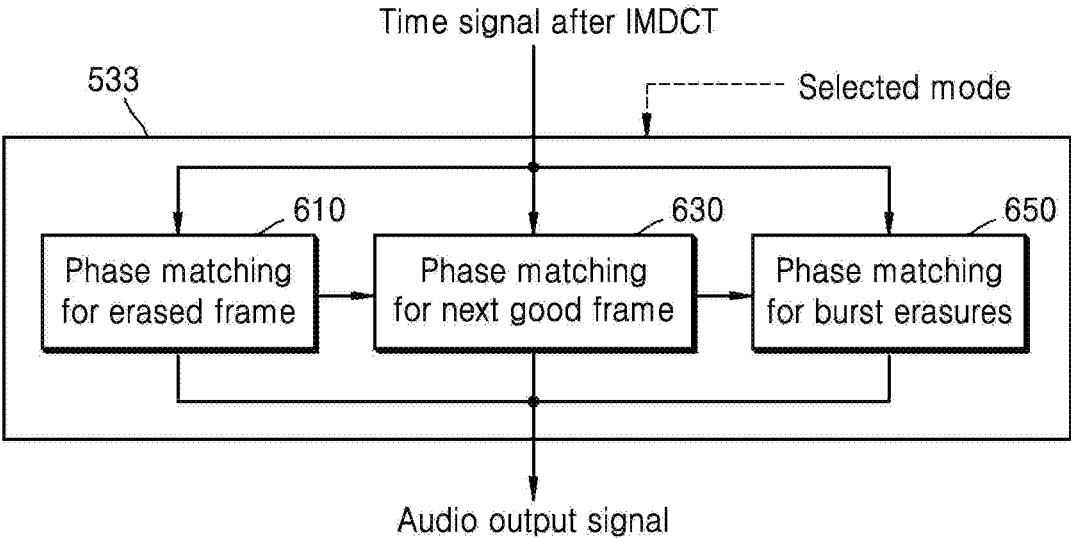 Time signal after IMDCT
533
Selected mode
610
630
650
Phase matching
for erased frame
Phase matching
for next good frame
Phase matching
for burst erasures
Audio output signal